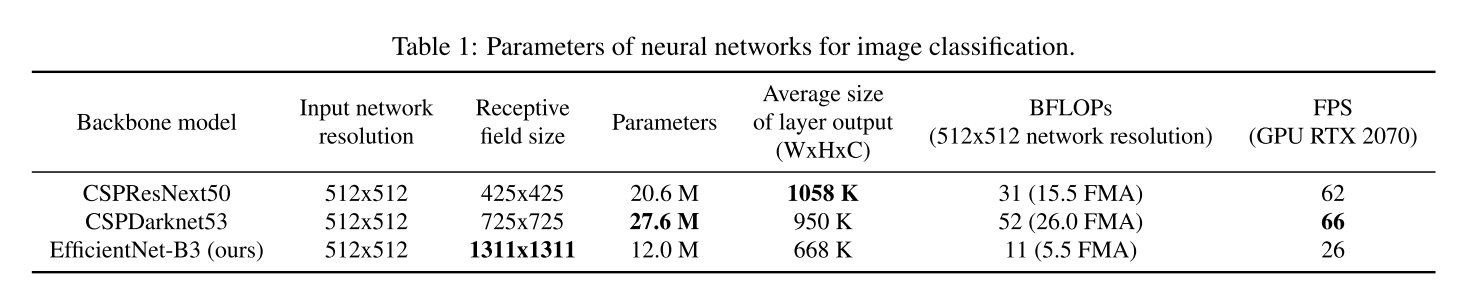 Table 1: Parameters of neural networks for image classification.
Backbone model Input network resolution Receptive field size Parameters Average size of layer output (WxHxC) BFLOPs (512x512 network resolution) FPS (GPU RTX 2070)
CSPResNext50 512x512 425x425 20.6 M 1058 K 31 (15.5 FMA) 62
CSPDarknet53 512x512 725x725 27.6 M 950 K 52 (26.0 FMA) 66
EfficientNet-B3 (ours) 512x512 1311x1311 12.0 M 668 K 11 (5.5 FMA) 26